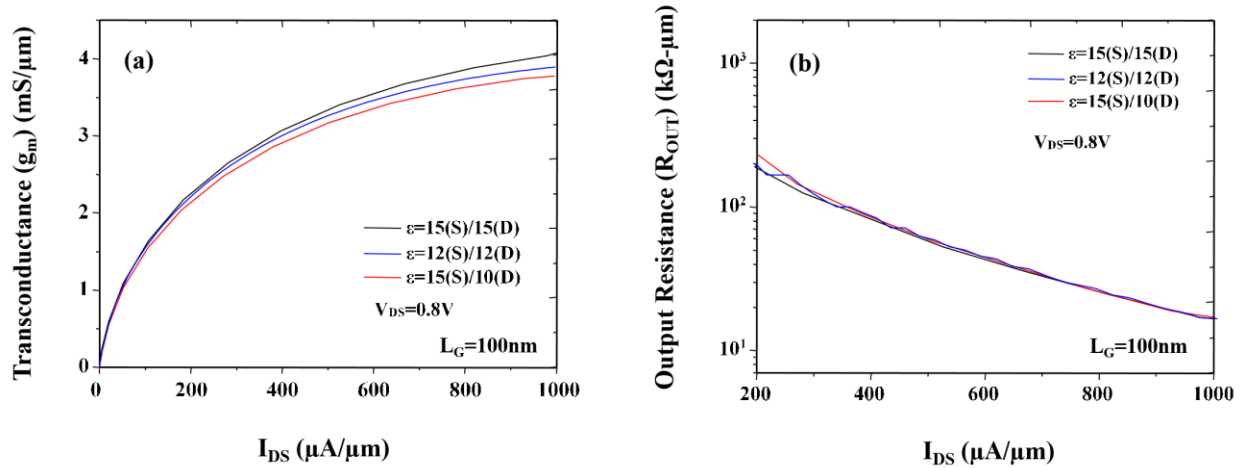 (a)
Transconductance (gm) (mS/µm)
4
3
2
1
0
ε=15(S)/15(D)
ε=12(S)/12(D)
ε=15(S)/10(D)
VDS=0.8V
LG=100nm
0 200 400 600 800 1000
IDS (µA/µm)
(b)
Output Resistance (ROUT) (kΩ-µm)
10³
10²
10¹
ε=15(S)/15(D)
ε=12(S)/12(D)
ε=15(S)/10(D)
VDS=0.8V
LG=100nm
200 400 600 800 1000
IDS (µA/µm)